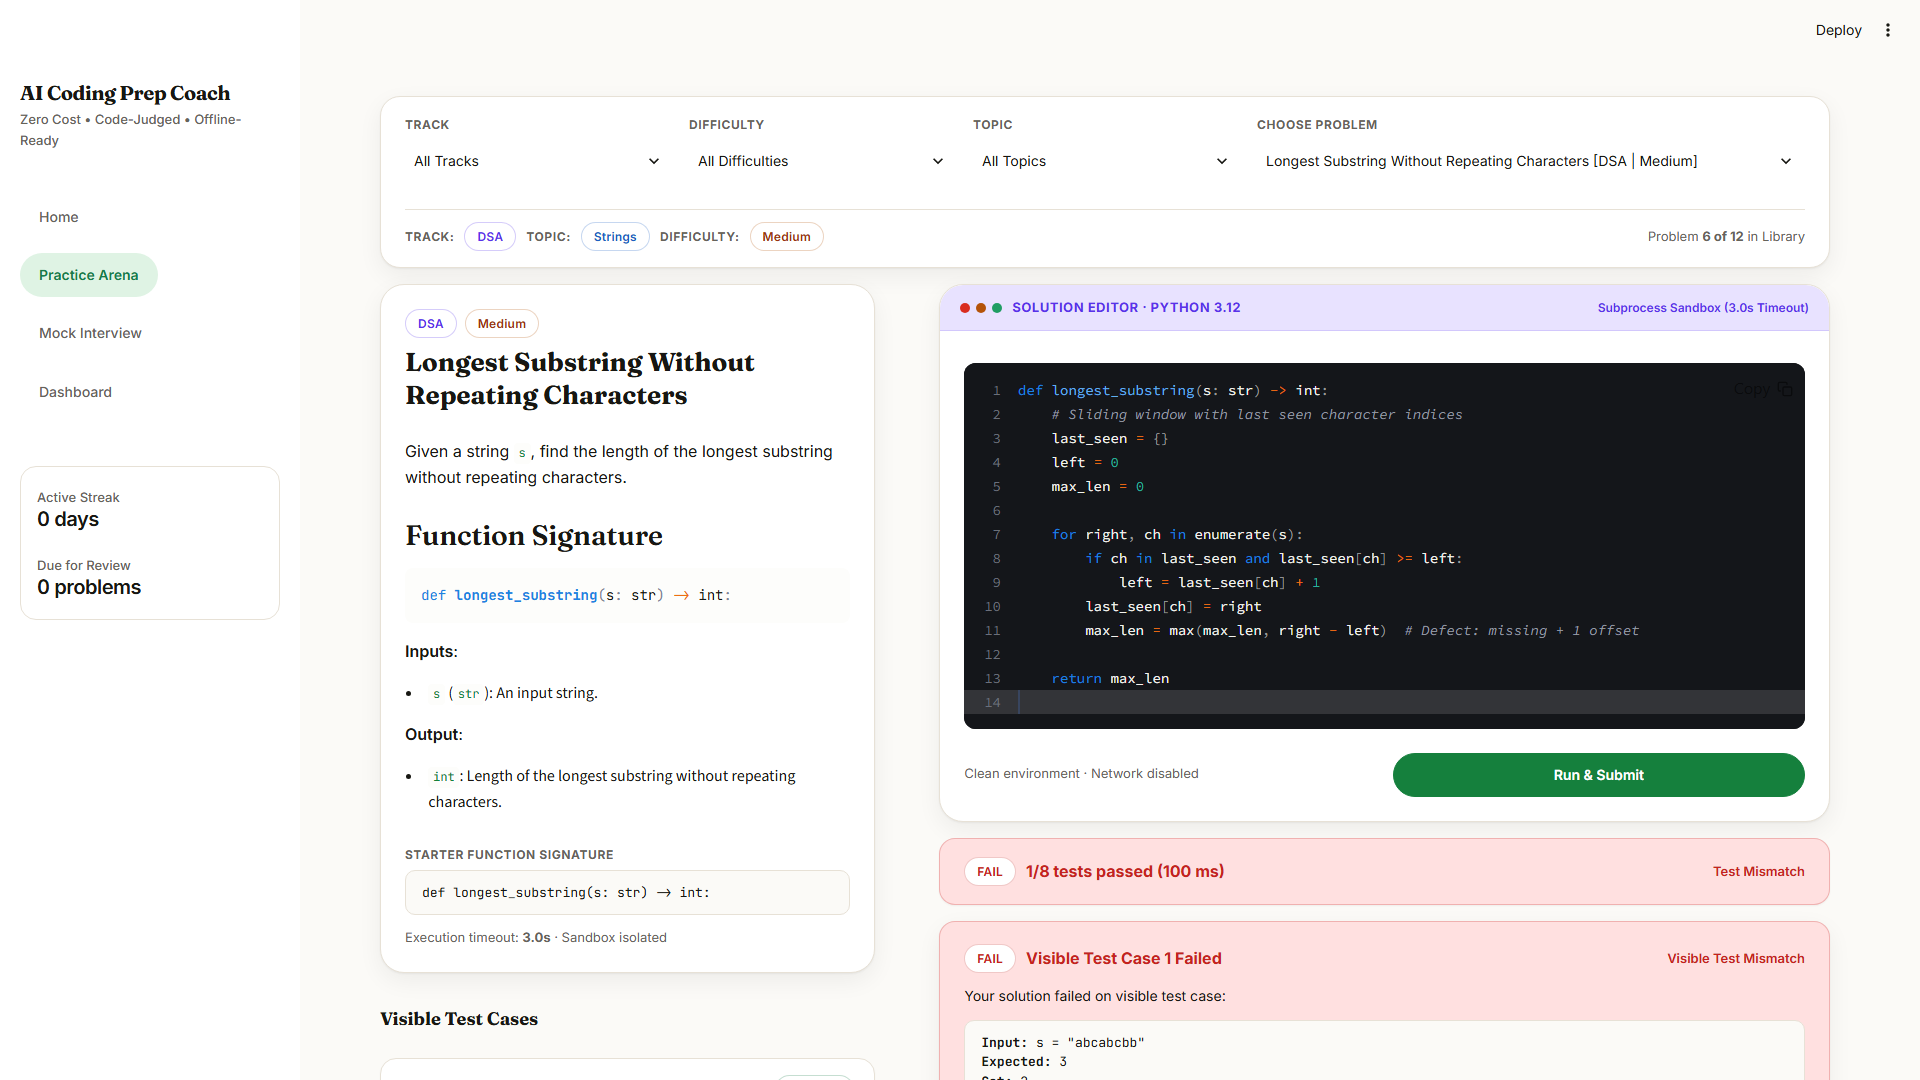 Deploy
AI Coding Prep Coach
Zero Cost • Code-Judged • Offline-
Ready
Home
Practice Arena
Mock Interview
Dashboard
Active Streak
0 days
Due for Review
0 problems
TRACK
DIFFICULTY
TOPIC
CHOOSE PROBLEM
All Tracks
All Difficulties
All Topics
Longest Substring Without Repeating Characters [DSA | Medium]
TRACK: DSA TOPIC: Strings DIFFICULTY: Medium
Problem 6 of 12 in Library
DSA Medium
Longest Substring Without
Repeating Characters
Given a string s, find the length of the longest substring
without repeating characters.
Function Signature
def longest_substring(s: str) -> int:
Inputs:
• s (str): An input string.
Output:
• int: Length of the longest substring without repeating
characters.
STARTER FUNCTION SIGNATURE
def longest_substring(s: str) -> int:
Execution timeout: 3.0s · Sandbox isolated
Visible Test Cases
SOLUTION EDITOR · PYTHON 3.12
Subprocess Sandbox (3.0s Timeout)
Copy
1 def longest_substring(s: str) -> int:
2     # Sliding window with last seen character indices
3     last_seen = {}
4     left = 0
5     max_len = 0
6
7     for right, ch in enumerate(s):
8         if ch in last_seen and last_seen[ch] >= left:
9             left = last_seen[ch] + 1
10         last_seen[ch] = right
11         max_len = max(max_len, right - left)  # Defect: missing + 1 offset
12
13     return max_len
14
Clean environment · Network disabled
Run & Submit
FAIL 1/8 tests passed (100 ms)
Test Mismatch
FAIL Visible Test Case 1 Failed
Visible Test Mismatch
Your solution failed on visible test case:
Input: s = "abcabcbb"
Expected: 3